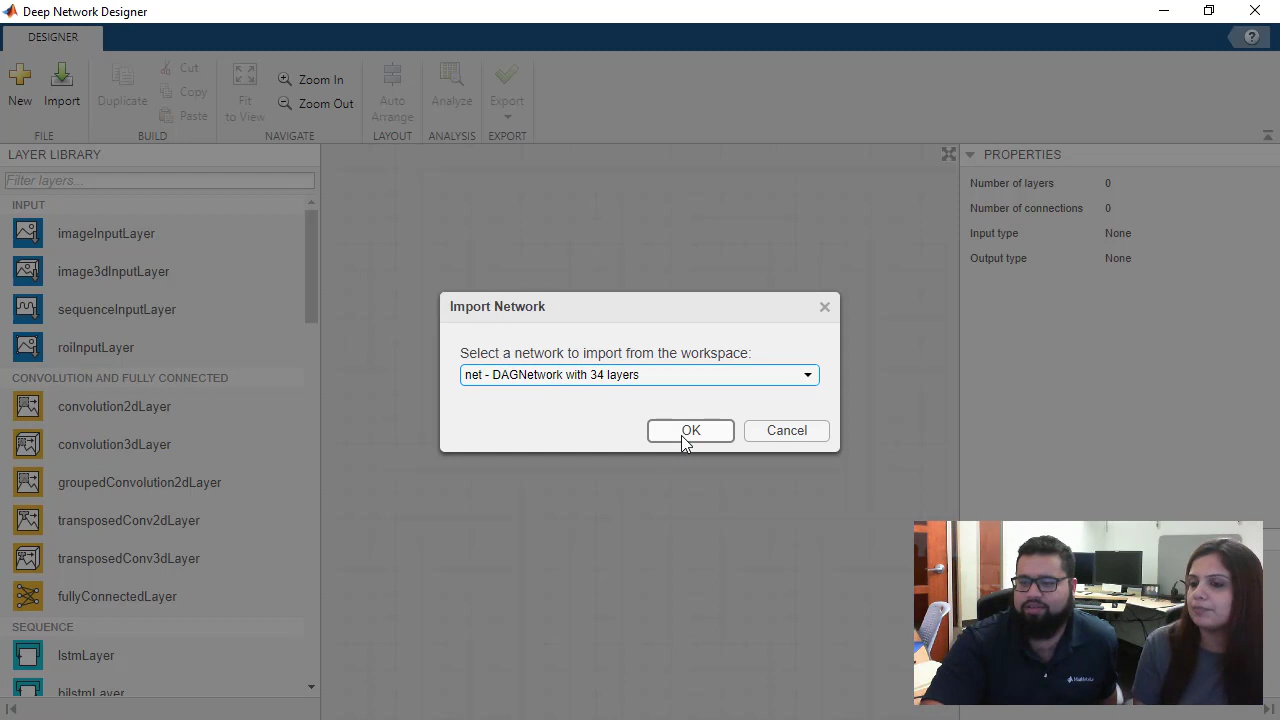 Deep Network Designer
DESIGNER
?
New
Import
Duplicate
Cut
Copy
Paste
Fit
to View
Zoom In
Zoom Out
Auto
Arrange
Analyze
Export
FILE
BUILD
NAVIGATE
LAYOUT
ANALYSIS
EXPORT
LAYER LIBRARY
Filter layers...
INPUT
imageInputLayer
image3dInputLayer
sequenceInputLayer
roiInputLayer
CONVOLUTION AND FULLY CONNECTED
convolution2dLayer
convolution3dLayer
groupedConvolution2dLayer
transposedConv2dLayer
transposedConv3dLayer
fullyConnectedLayer
SEQUENCE
lstmLayer
bilstmLayer
Import Network
Select a network to import from the workspace:
net - DAGNetwork with 34 layers
OK
Cancel
PROPERTIES
Number of layers 0
Number of connections 0
Input type None
Output type None
MathWorks